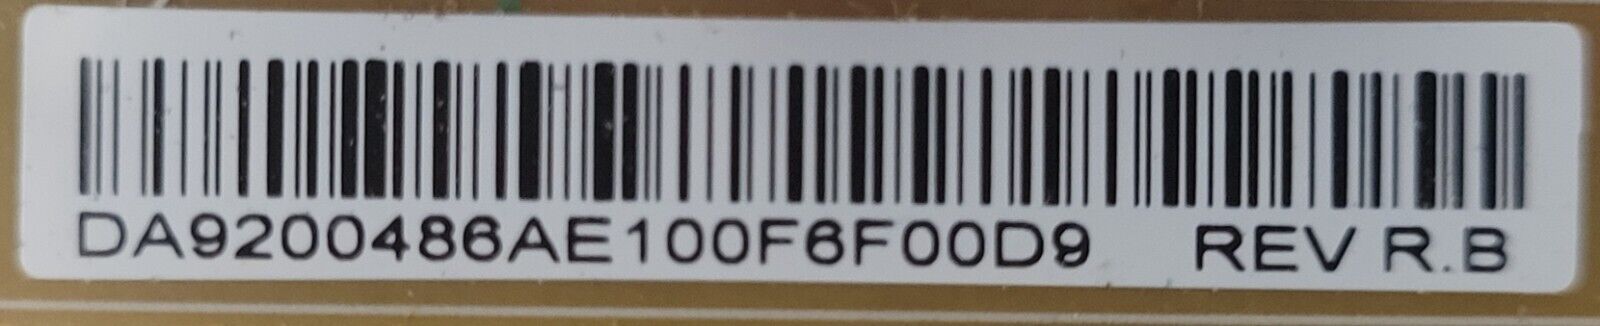 DA9200486AE100F6F00D9 REV R.B